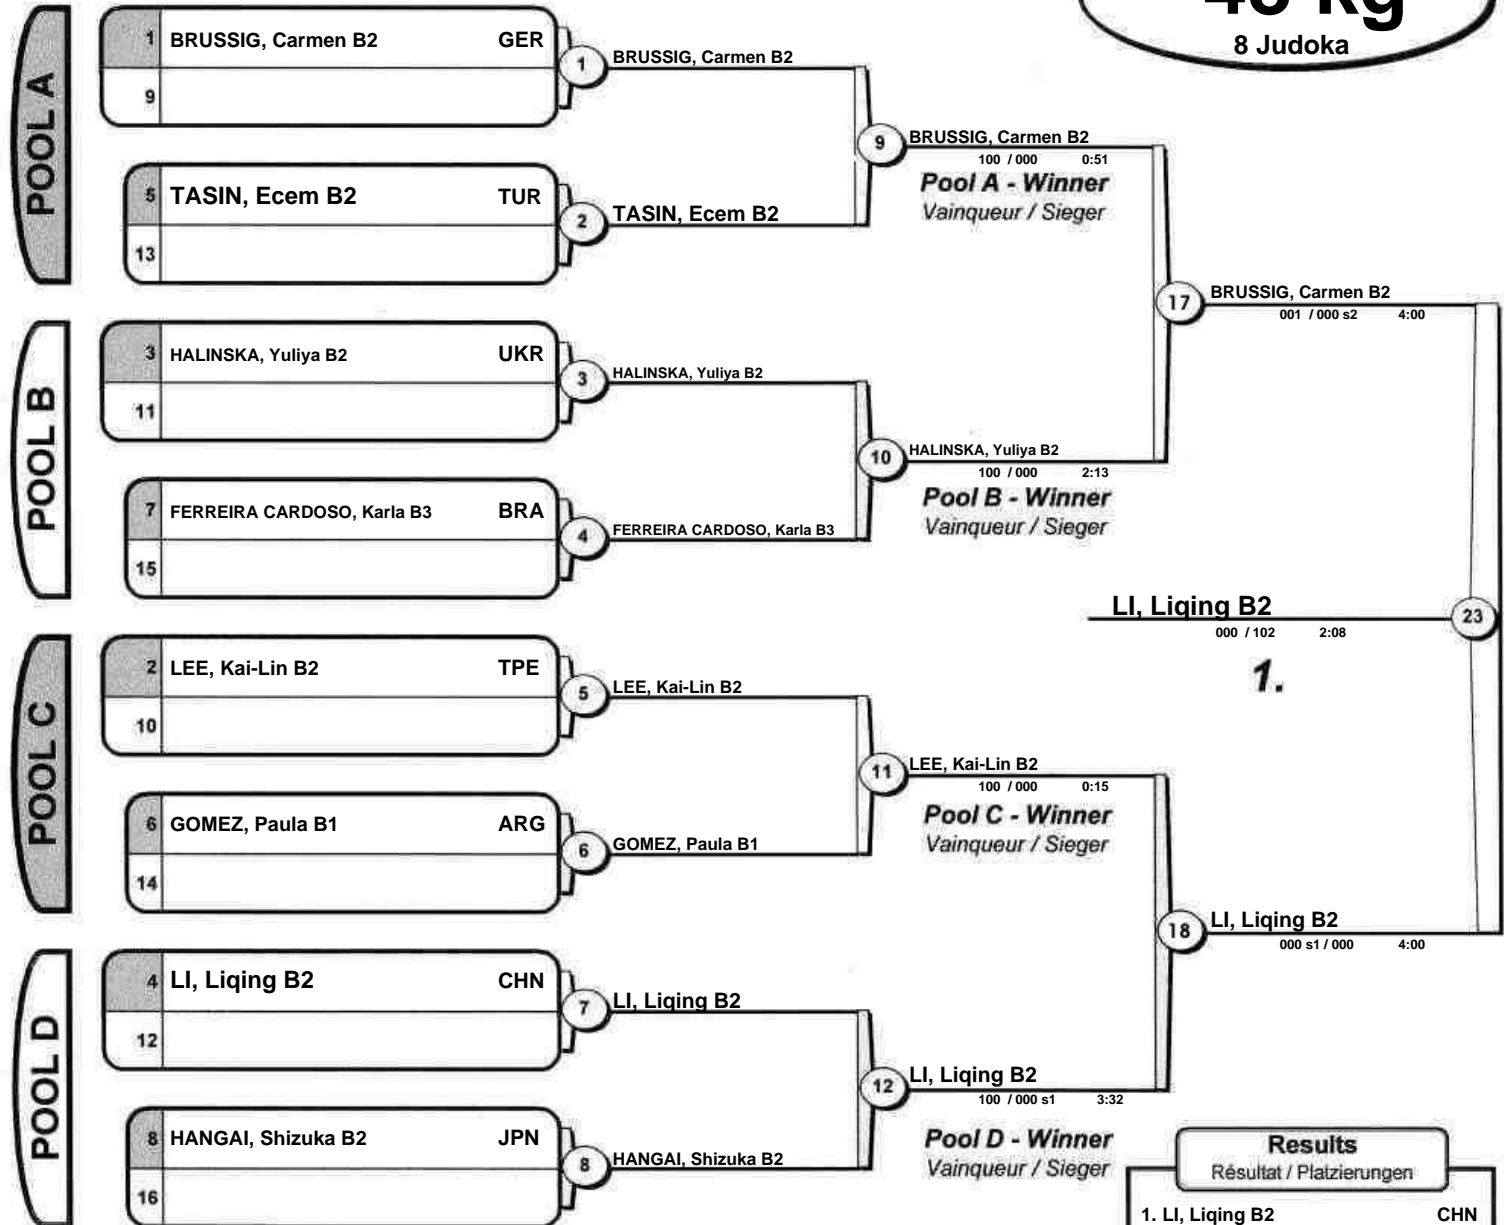 48 kg
8 Judoka
POOL A
1 BRUSSIG, Carmen B2 GER
9
1 BRUSSIG, Carmen B2
5 TASIN, Ecem B2 TUR
13
2 TASIN, Ecem B2
9 BRUSSIG, Carmen B2
100 / 000 0:51
Pool A - Winner
Vainqueur / Sieger
POOL B
3 HALINSKA, Yuliya B2 UKR
11
3 HALINSKA, Yuliya B2
7 FERREIRA CARDOSO, Karla B3 BRA
15
4 FERREIRA CARDOSO, Karla B3
10 HALINSKA, Yuliya B2
100 / 000 2:13
Pool B - Winner
Vainqueur / Sieger
17 BRUSSIG, Carmen B2
001 / 000 s2 4:00
LI, Liqing B2 23
000 / 102 2:08
1.
POOL C
2 LEE, Kai-Lin B2 TPE
10
5 LEE, Kai-Lin B2
6 GOMEZ, Paula B1 ARG
14
6 GOMEZ, Paula B1
11 LEE, Kai-Lin B2
100 / 000 0:15
Pool C - Winner
Vainqueur / Sieger
18 LI, Liqing B2
000 s1 / 000 4:00
POOL D
4 LI, Liqing B2 CHN
12
7 LI, Liqing B2
8 HANGAI, Shizuka B2 JPN
16
8 HANGAI, Shizuka B2
12 LI, Liqing B2
100 / 000 s1 3:32
Pool D - Winner
Vainqueur / Sieger
Results
Résultat / Platzierungen
1. LI, Liqing B2 CHN